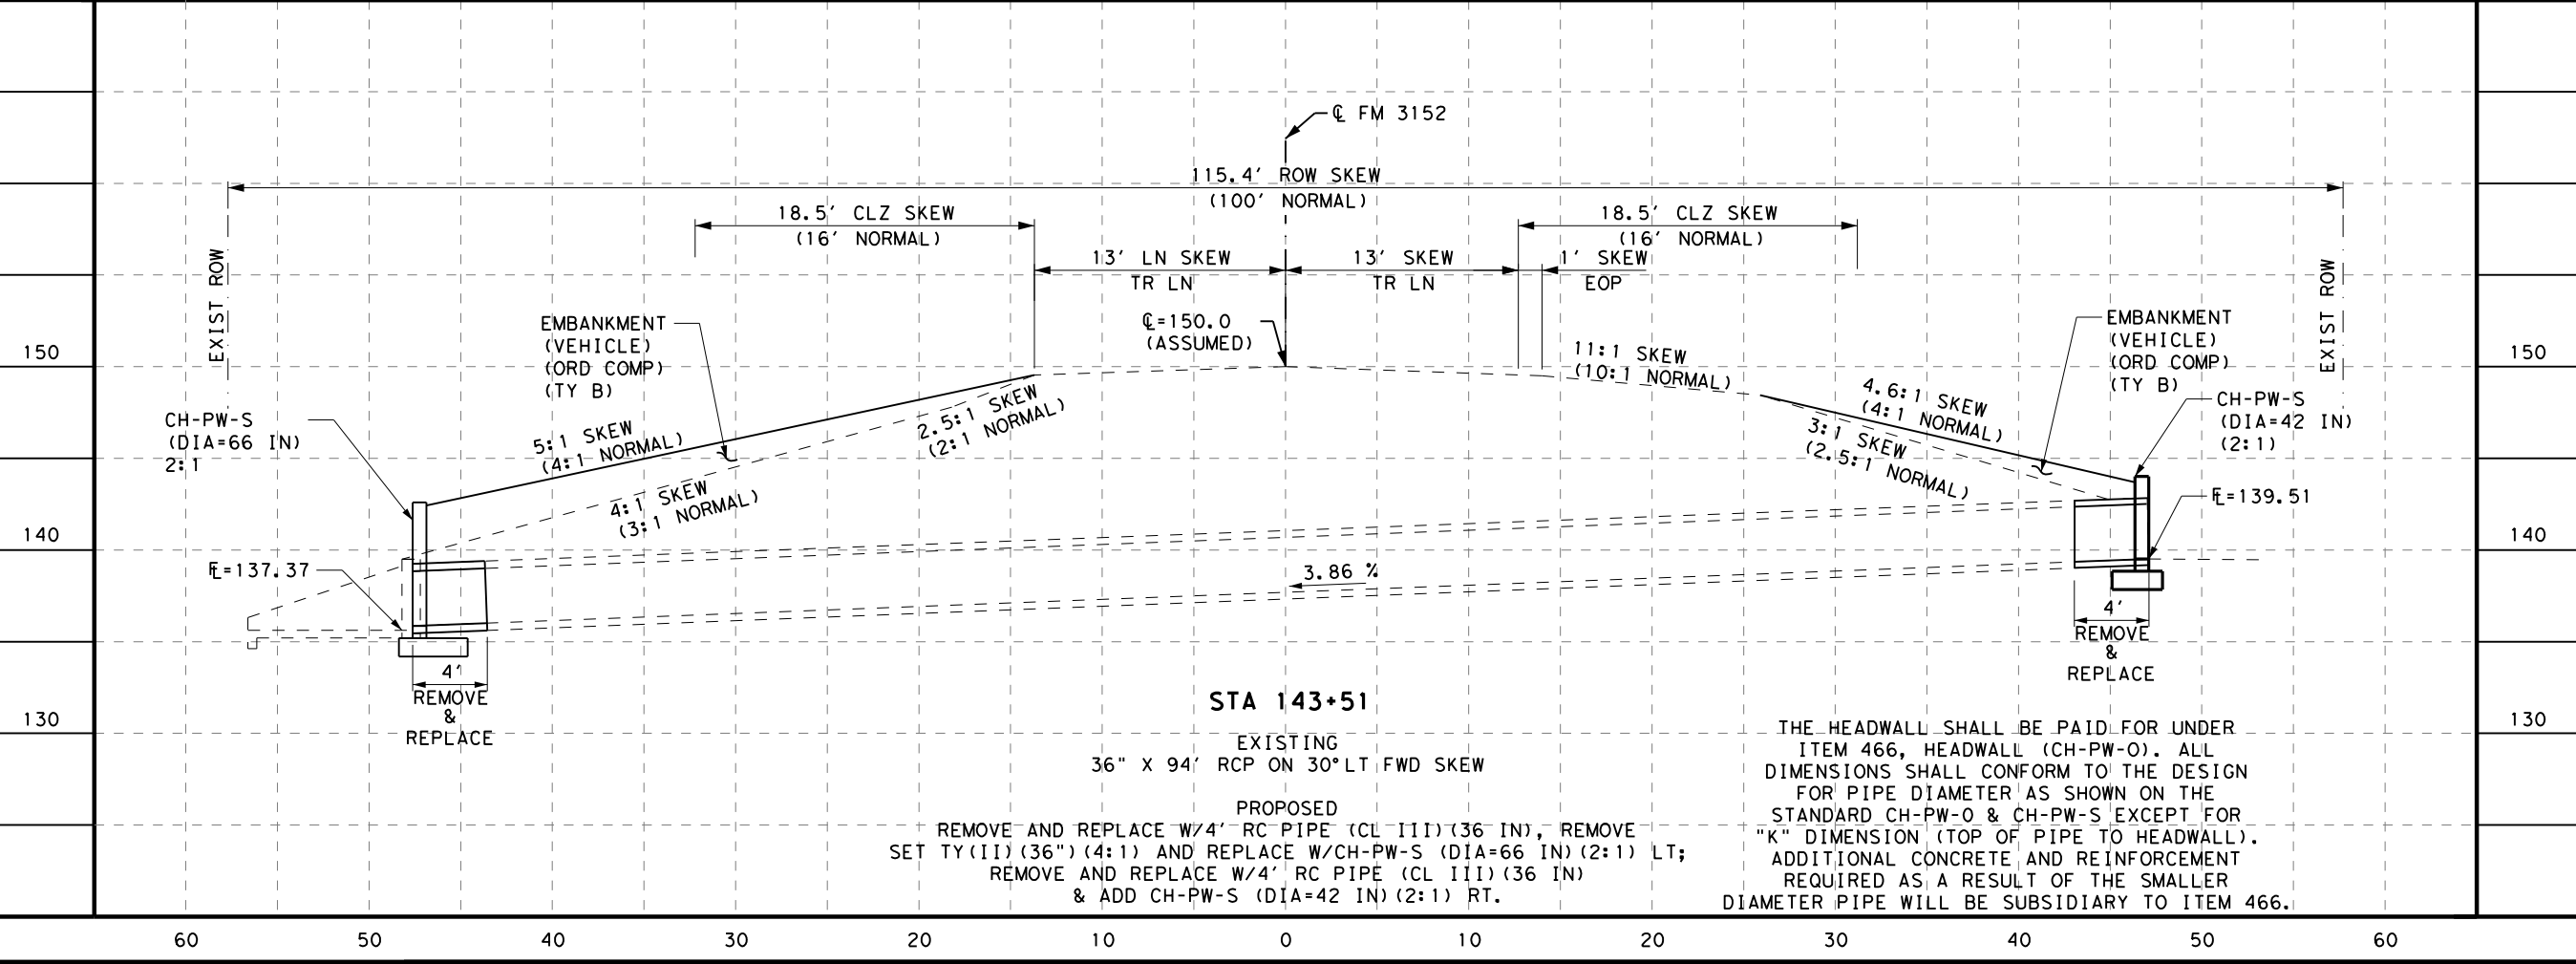 ℄ FM 3152
115.4' ROW SKEW
(100' NORMAL)
18.5' CLZ SKEW
(16' NORMAL)
18.5' CLZ SKEW
(16' NORMAL)
13' LN SKEW
TR LN
13' SKEW
TR LN
1' SKEW
EOP
EXIST ROW
EXIST ROW
℄=150.0
(ASSUMED)
EMBANKMENT
(VEHICLE)
(ORD COMP)
(TY B)
EMBANKMENT
(VEHICLE)
(ORD COMP)
(TY B)
150
150
11:1 SKEW
(10:1 NORMAL)
4.6:1 SKEW
(4:1 NORMAL)
3:1 SKEW
(2.5:1 NORMAL)
2.5:1 SKEW
(2:1 NORMAL)
5:1 SKEW
(4:1 NORMAL)
4:1 SKEW
(3:1 NORMAL)
CH-PW-S
(DIA=66 IN)
2:1
CH-PW-S
(DIA=42 IN)
(2:1)
FL=139.51
140
140
FL=137.37
3.86 %
4'
REMOVE
&
REPLACE
4'
REMOVE
&
REPLACE
130
130
STA 143+51
EXISTING
36" X 94' RCP ON 30° LT FWD SKEW
PROPOSED
REMOVE AND REPLACE W/4' RC PIPE (CL III)(36 IN), REMOVE
SET TY(II)(36")(4:1) AND REPLACE W/CH-PW-S (DIA=66 IN)(2:1) LT;
REMOVE AND REPLACE W/4' RC PIPE (CL III)(36 IN)
& ADD CH-PW-S (DIA=42 IN)(2:1) RT.
THE HEADWALL SHALL BE PAID FOR UNDER
ITEM 466, HEADWALL (CH-PW-O). ALL
DIMENSIONS SHALL CONFORM TO THE DESIGN
FOR PIPE DIAMETER AS SHOWN ON THE
STANDARD CH-PW-O & CH-PW-S EXCEPT FOR
"K" DIMENSION (TOP OF PIPE TO HEADWALL).
ADDITIONAL CONCRETE AND REINFORCEMENT
REQUIRED AS A RESULT OF THE SMALLER
DIAMETER PIPE WILL BE SUBSIDIARY TO ITEM 466.
60 50 40 30 20 10 0 10 20 30 40 50 60